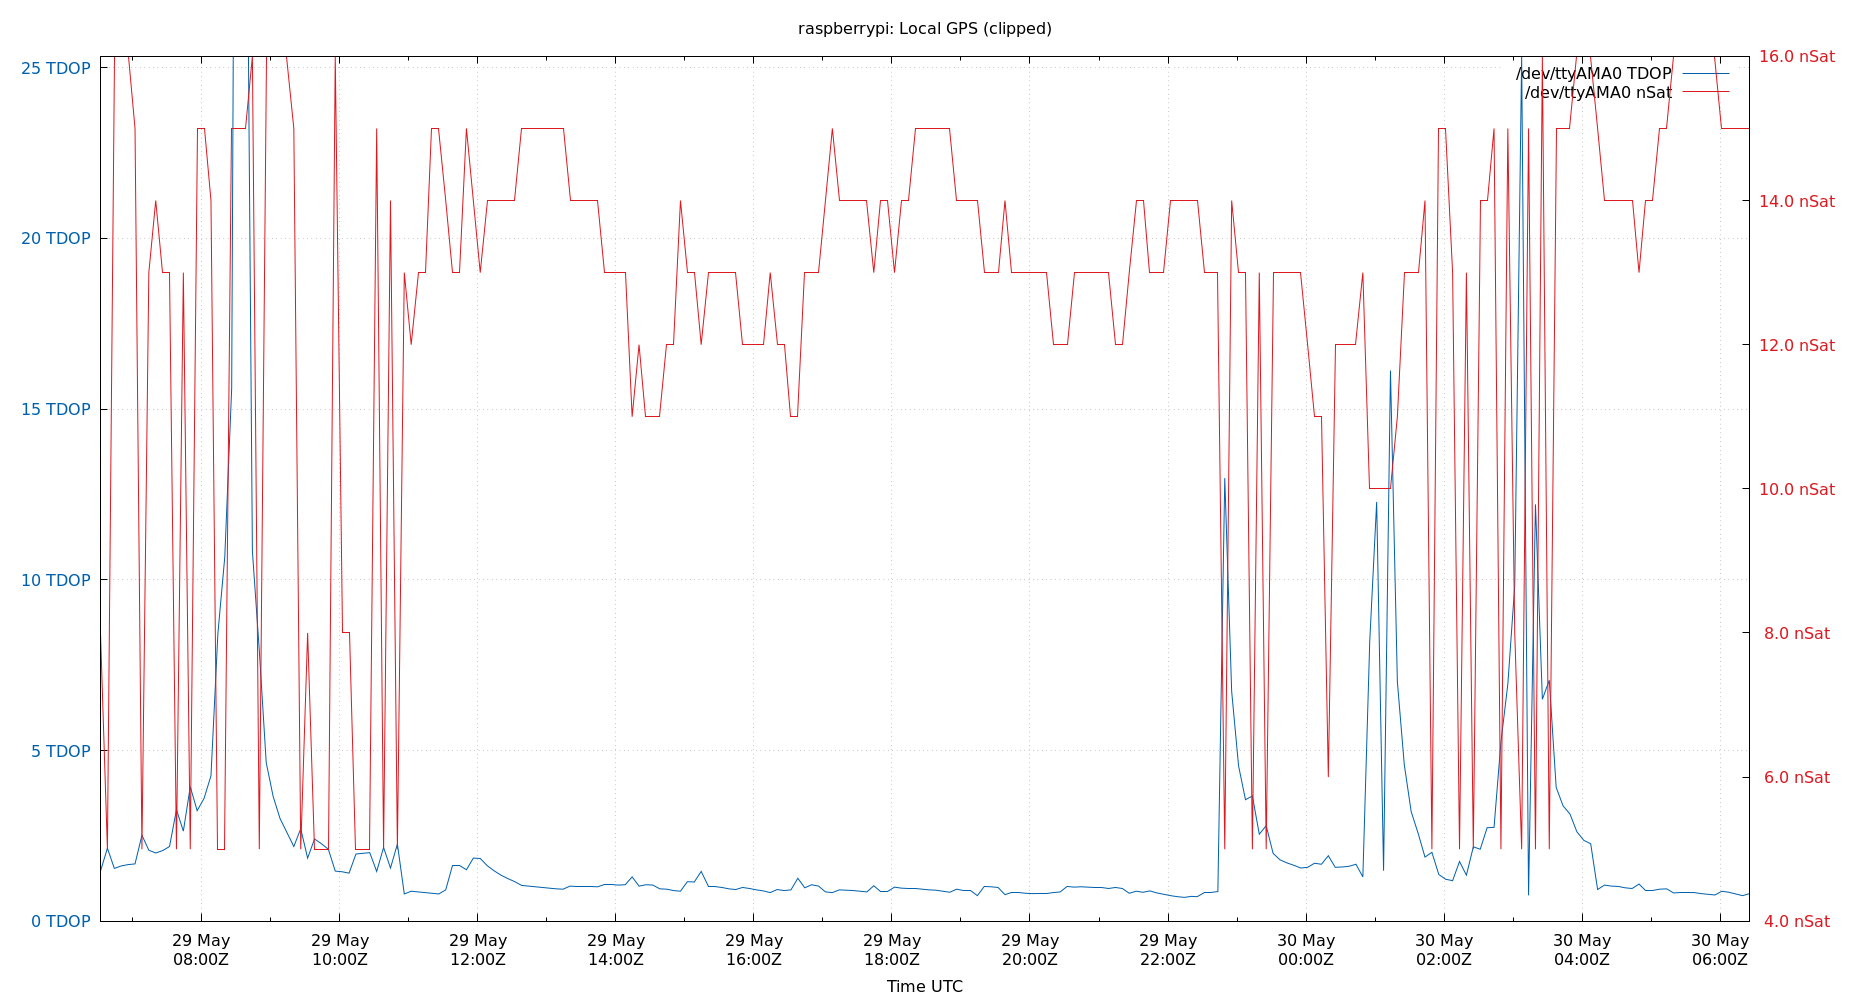 raspberrypi: Local GPS (clipped)
25 TDOP
20 TDOP
15 TDOP
10 TDOP
5 TDOP
0 TDOP
/dev/ttyAMA0 TDOP
/dev/ttyAMA0 nSat
16.0 nSat
14.0 nSat
12.0 nSat
10.0 nSat
8.0 nSat
6.0 nSat
4.0 nSat
29 May 29 May 29 May 29 May 29 May 29 May 29 May 29 May 30 May 30 May 30 May 30 May
08:00Z 10:00Z 12:00Z 14:00Z 16:00Z 18:00Z 20:00Z 22:00Z 00:00Z 02:00Z 04:00Z 06:00Z
Time UTC